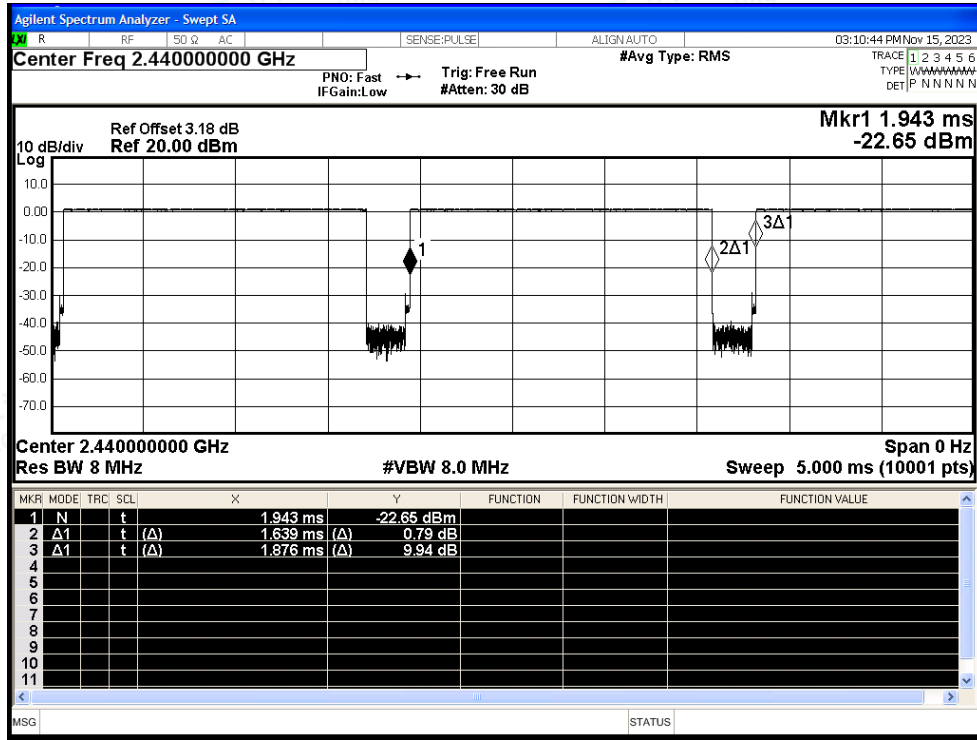 Agilent Spectrum Analyzer - Swept SA
LXI R RF 50 Ω AC SENSE:PULSE ALIGN AUTO 03:10:44 PM Nov 15, 2023
Center Freq 2.440000000 GHz #Avg Type: RMS TRACE 1 2 3 4 5 6
PNO: Fast Trig: Free Run TYPE WWWWWW
IFGain:Low #Atten: 30 dB DET P N N N N N
Mkr1 1.943 ms
Ref Offset 3.18 dB
10 dB/div Ref 20.00 dBm -22.65 dBm
Log
10.0
0.00
3Δ1
-10.0
1 2Δ1
-20.0
-30.0
-40.0
-50.0
-60.0
-70.0
Center 2.440000000 GHz Span 0 Hz
Res BW 8 MHz #VBW 8.0 MHz Sweep 5.000 ms (10001 pts)
MKR MODE TRC SCL X Y FUNCTION FUNCTION WIDTH FUNCTION VALUE
1 N t 1.943 ms -22.65 dBm
2 Δ1 t (Δ) 1.639 ms (Δ) 0.79 dB
3 Δ1 t (Δ) 1.876 ms (Δ) 9.94 dB
4
5
6
7
8
9
10
11
MSG STATUS